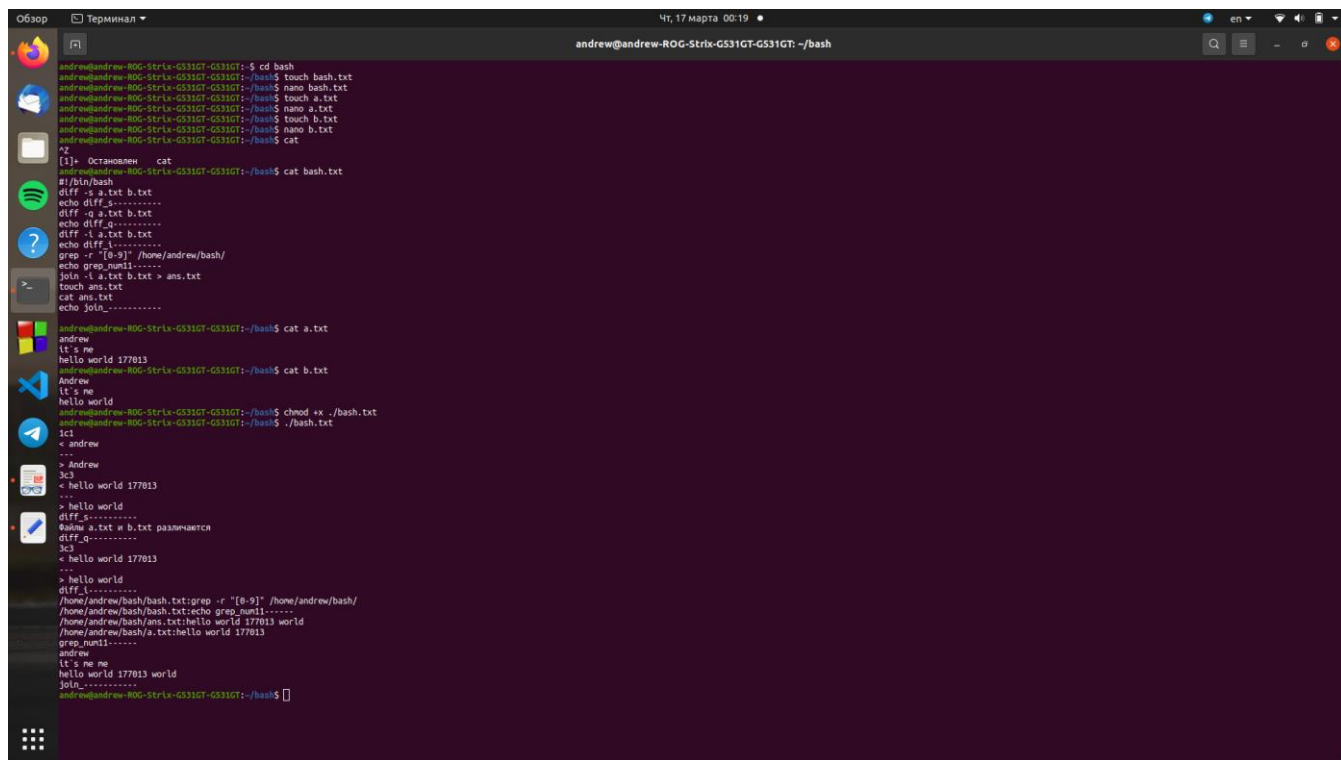 Обзор
Терминал
Чт, 17 марта 00:19
en
andrew@andrew-ROG-Strix-G531GT-G531GT: ~/bash
andrew@andrew-ROG-Strix-G531GT-G531GT:~$ cd bash
andrew@andrew-ROG-Strix-G531GT-G531GT:~/bash$ touch bash.txt
andrew@andrew-ROG-Strix-G531GT-G531GT:~/bash$ nano bash.txt
andrew@andrew-ROG-Strix-G531GT-G531GT:~/bash$ touch a.txt
andrew@andrew-ROG-Strix-G531GT-G531GT:~/bash$ nano a.txt
andrew@andrew-ROG-Strix-G531GT-G531GT:~/bash$ touch b.txt
andrew@andrew-ROG-Strix-G531GT-G531GT:~/bash$ nano b.txt
andrew@andrew-ROG-Strix-G531GT-G531GT:~/bash$ cat
^Z
[1]+  Остановлен    cat
andrew@andrew-ROG-Strix-G531GT-G531GT:~/bash$ cat bash.txt
#!/bin/bash
diff -s a.txt b.txt
echo diff_s----------
diff -q a.txt b.txt
echo diff_q----------
diff -i a.txt b.txt
echo diff_i----------
grep -r "[0-9]" /home/andrew/bash/
echo grep_num11------
join -i a.txt b.txt > ans.txt
touch ans.txt
cat ans.txt
echo join_-----------
andrew@andrew-ROG-Strix-G531GT-G531GT:~/bash$ cat a.txt
andrew
it`s me
hello world 177013
andrew@andrew-ROG-Strix-G531GT-G531GT:~/bash$ cat b.txt
Andrew
it`s me
hello world
andrew@andrew-ROG-Strix-G531GT-G531GT:~/bash$ chmod +x ./bash.txt
andrew@andrew-ROG-Strix-G531GT-G531GT:~/bash$ ./bash.txt
1c1
< andrew
---
> Andrew
3c3
< hello world 177013
---
> hello world
diff_s----------
Файлы a.txt и b.txt различаются
diff_q----------
3c3
< hello world 177013
---
> hello world
diff_i----------
/home/andrew/bash/bash.txt:grep -r "[0-9]" /home/andrew/bash/
/home/andrew/bash/bash.txt:echo grep_num11------
/home/andrew/bash/ans.txt:hello world 177013 world
/home/andrew/bash/a.txt:hello world 177013
grep_num11------
andrew
it`s me me
hello world 177013 world
join_-----------
andrew@andrew-ROG-Strix-G531GT-G531GT:~/bash$